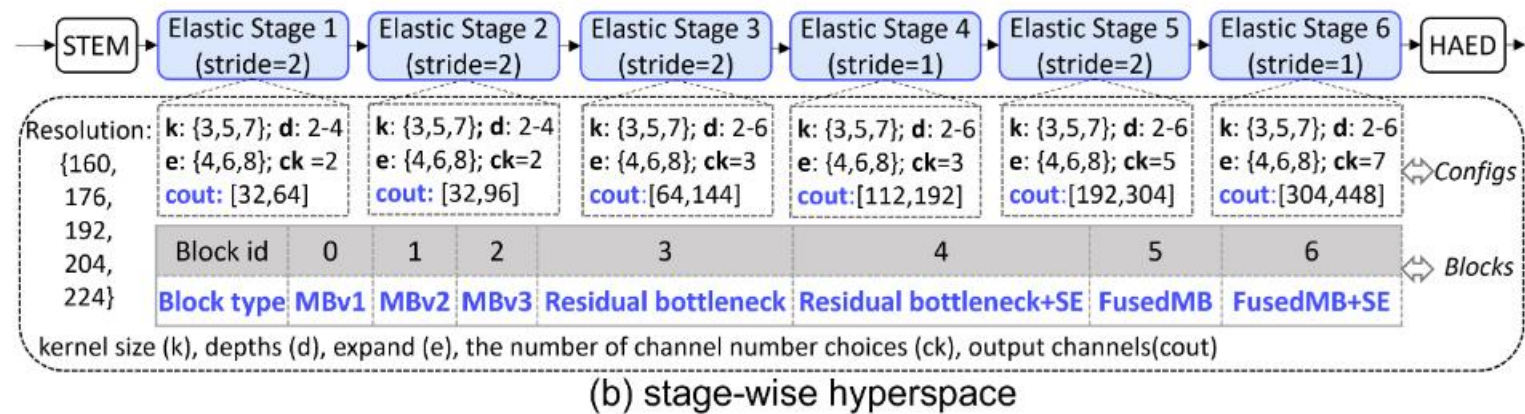 STEM
Elastic Stage 1
(stride=2)
Elastic Stage 2
(stride=2)
Elastic Stage 3
(stride=2)
Elastic Stage 4
(stride=1)
Elastic Stage 5
(stride=2)
Elastic Stage 6
(stride=1)
HAED
Resolution:
{160,
176,
192,
204,
224}
k: {3,5,7}; d: 2-4
e: {4,6,8}; ck =2
cout: [32,64]
k: {3,5,7}; d: 2-4
e: {4,6,8}; ck=2
cout: [32,96]
k: {3,5,7}; d: 2-6
e: {4,6,8}; ck=3
cout:[64,144]
k: {3,5,7}; d: 2-6
e: {4,6,8}; ck=3
cout:[112,192]
k: {3,5,7}; d: 2-6
e: {4,6,8}; ck=5
cout:[192,304]
k: {3,5,7}; d: 2-6
e: {4,6,8}; ck=7
cout: [304,448]
Configs
Block id 0 1 2 3 4 5 6
Blocks
Block type MBv1 MBv2 MBv3 Residual bottleneck Residual bottleneck+SE FusedMB FusedMB+SE
kernel size (k), depths (d), expand (e), the number of channel number choices (ck), output channels(cout)
(b) stage-wise hyperspace